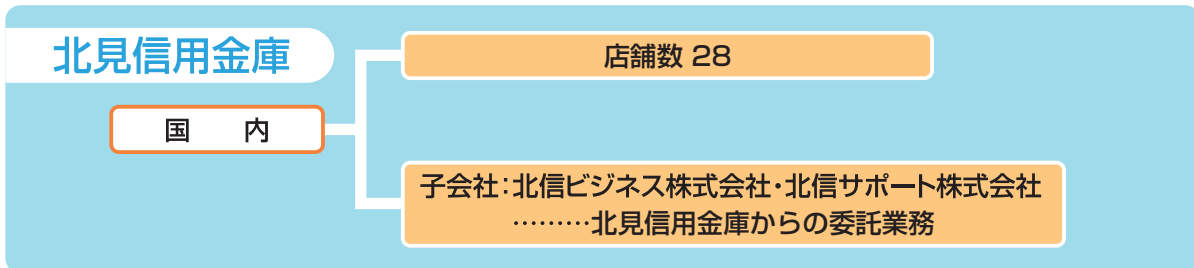 北見信用金庫
店舗数 28
国　内
子会社:北信ビジネス株式会社・北信サポート株式会社
………北見信用金庫からの委託業務